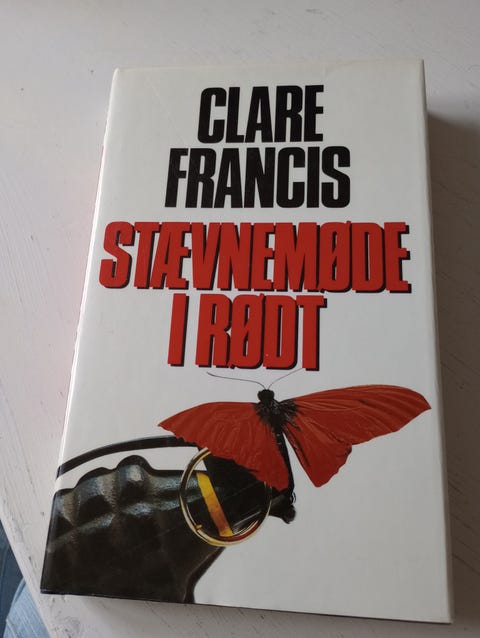 CLARE
FRANCIS
STÆVNEMØDE
I RØDT